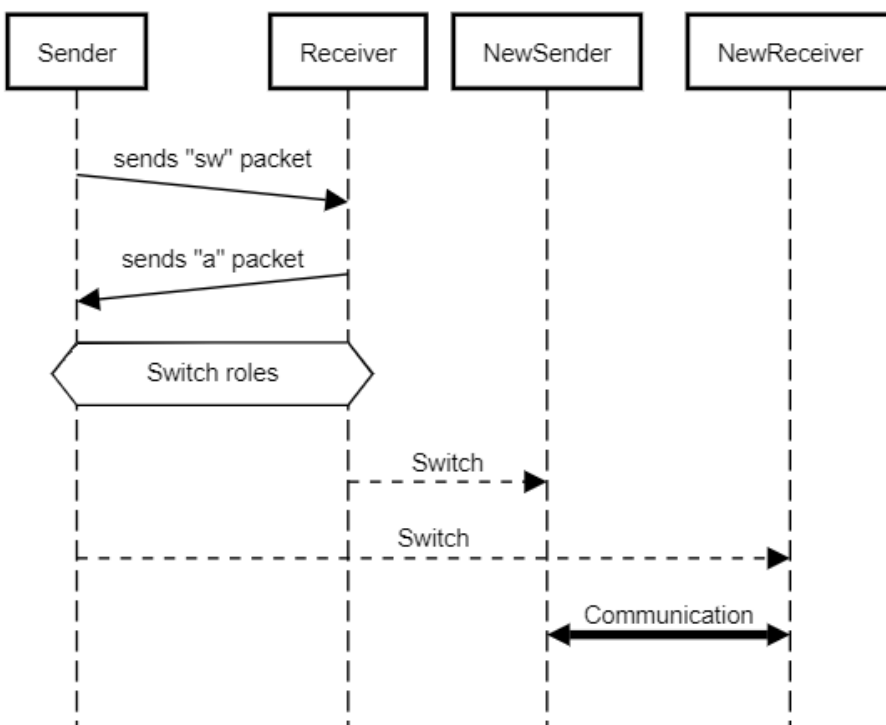 Sender
Receiver
NewSender
NewReceiver
sends "sw" packet
sends "a" packet
Switch roles
Switch
Switch
Communication